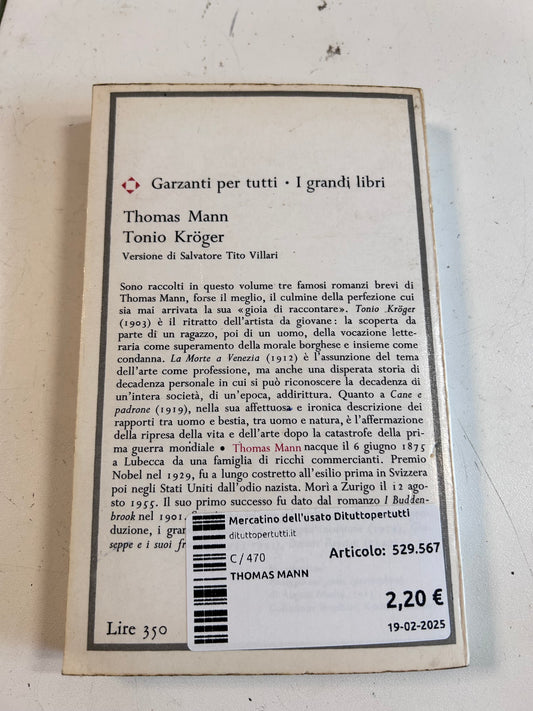 Garzanti per tutti • I grandi libri
Thomas Mann
Tonio Kröger
Versione di Salvatore Tito Villari
Sono raccolti in questo volume tre famosi romanzi brevi di
Thomas Mann, forse il meglio, il culmine della perfezione cui
sia mai arrivata la sua «gioia di raccontare». Tonio Kröger
(1903) è il ritratto dell'artista da giovane: la scoperta da
parte di un ragazzo, poi di un uomo, della vocazione lette-
raria come superamento della morale borghese e insieme come
condanna. La Morte a Venezia (1912) è l'assunzione del tema
dell'arte come professione, ma anche una disperata storia di
decadenza personale in cui si può riconoscere la decadenza di
un'intera società, di un'epoca, addirittura. Quanto a Cane e
padrone (1919), nella sua affettuosa e ironica descrizione dei
rapporti tra uomo e bestia, tra uomo e natura, è l'affermazione
della ripresa della vita e dell'arte dopo la catastrofe della pri-
ma guerra mondiale • Thomas Mann nacque il 6 giugno 1875
a Lubecca da una famiglia di ricchi commercianti. Premio
Nobel nel 1929, fu a lungo costretto all'esilio prima in Svizzera
poi negli Stati Uniti dall'odio nazista. Morì a Zurigo il 12 ago-
sto 1955. Il suo primo successo fu dato dal romanzo I Budden-
brook nel 1901.
duzione, i gran
seppe e i suoi fr
Mercatino dell'usato Dituttopertutti
dituttopertutti.it
C / 470
Articolo: 529.567
THOMAS MANN
2,20 €
19-02-2025
Lire 350